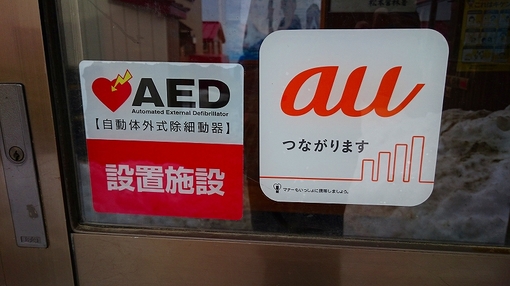 AED
Automated External Defibrillator
【自動体外式除細動器】
設置施設
au
つながります
マナーもいっしょに携帯しましょう。